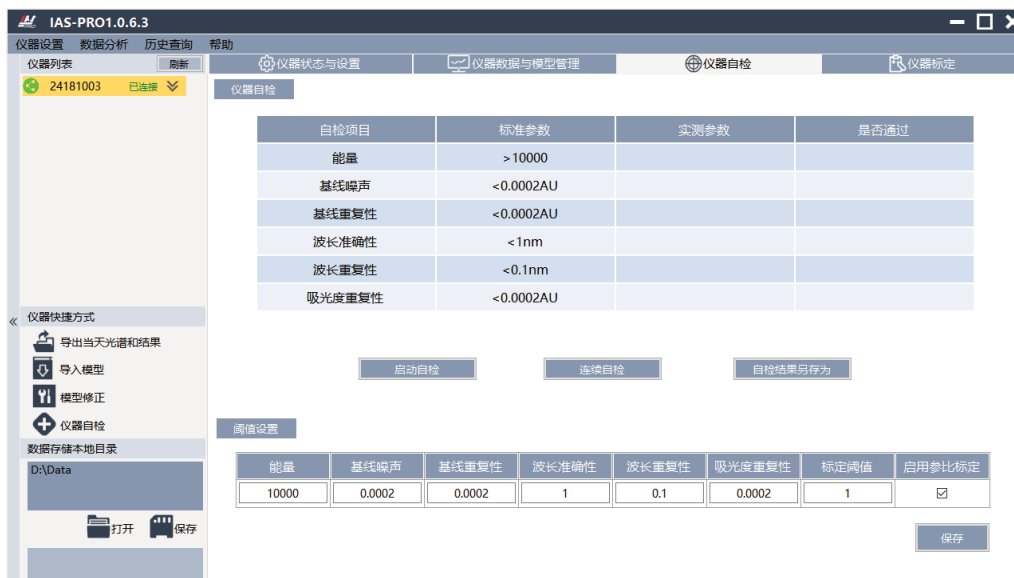 IAS-PRO1.0.6.3
仪器设置 数据分析 历史查询 帮助
仪器列表 刷新
仪器状态与设置 仪器数据与模型管理 仪器自检 仪器标定
24181003 已连接
仪器自检
自检项目 标准参数 实测参数 是否通过
能量 >10000
基线噪声 <0.0002AU
基线重复性 <0.0002AU
波长准确性 <1nm
波长重复性 <0.1nm
吸光度重复性 <0.0002AU
启动自检 连续自检 自检结果另存为
仪器快捷方式
导出当天光谱和结果
导入模型
模型修正
仪器自检
数据存储本地目录
D:\Data
打开 保存
阈值设置
能量 基线噪声 基线重复性 波长准确性 波长重复性 吸光度重复性 标定阈值 启用参比标定
10000 0.0002 0.0002 1 0.1 0.0002 1
保存